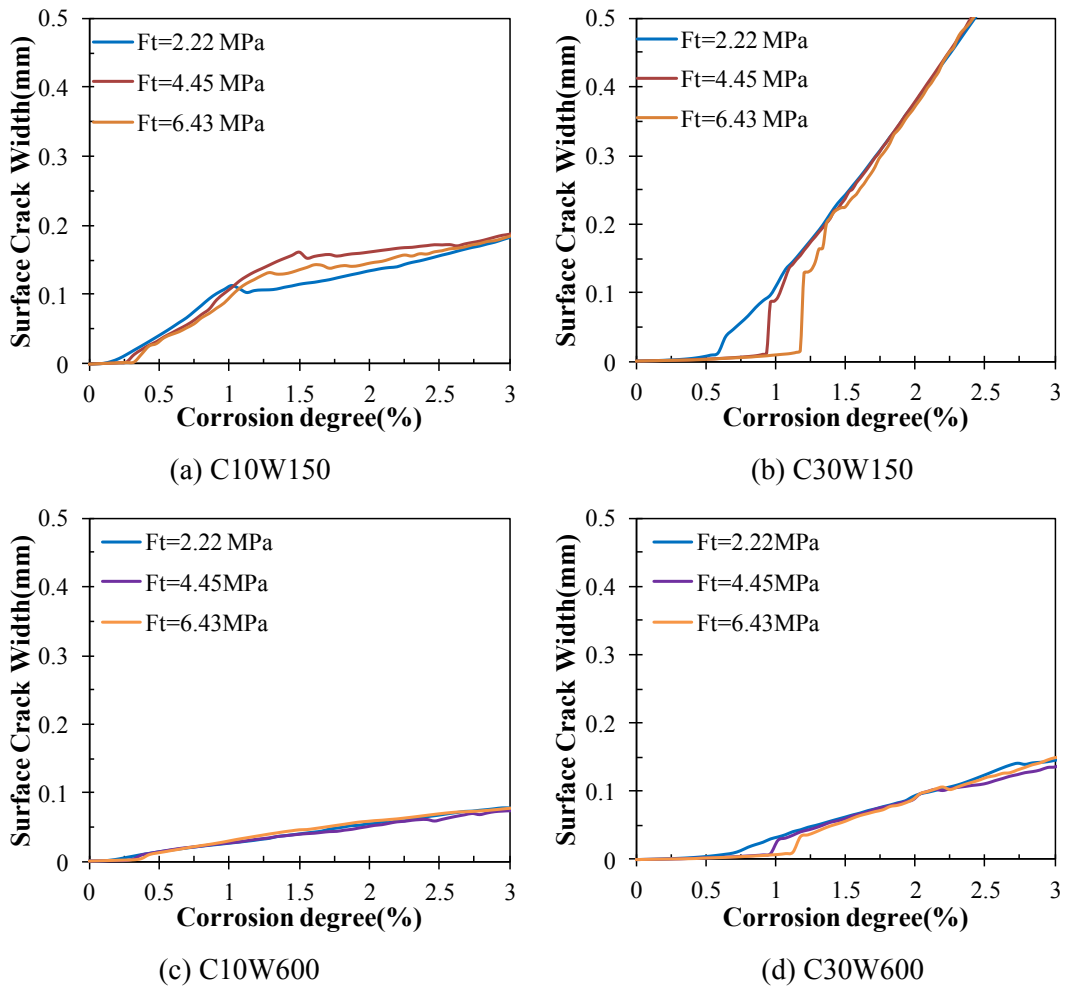 0.5
0.4
0.3
0.2
0.1
0
Surface Crack Width(mm)
Ft=2.22 MPa
Ft=4.45 MPa
Ft=6.43 MPa
0 0.5 1 1.5 2 2.5 3
Corrosion degree(%)
(a) C10W150
0.5
0.4
0.3
0.2
0.1
0
Surface Crack Width(mm)
Ft=2.22 MPa
Ft=4.45 MPa
Ft=6.43 MPa
0 0.5 1 1.5 2 2.5 3
Corrosion degree(%)
(b) C30W150
0.5
0.4
0.3
0.2
0.1
0
Surface Crack Width(mm)
Ft=2.22 MPa
Ft=4.45MPa
Ft=6.43MPa
0 0.5 1 1.5 2 2.5 3
Corrosion degree(%)
(c) C10W600
0.5
0.4
0.3
0.2
0.1
0
Surface Crack Width(mm)
Ft=2.22MPa
Ft=4.45MPa
Ft=6.43MPa
0 0.5 1 1.5 2 2.5 3
Corrosion degree(%)
(d) C30W600